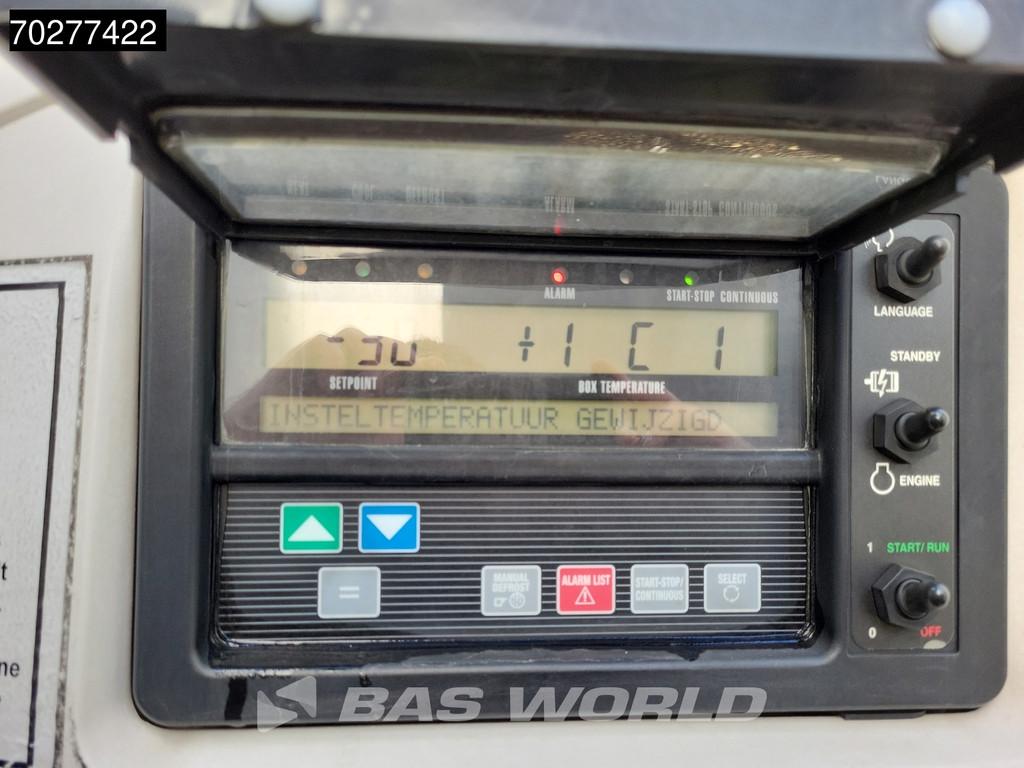 70277422
LANGUAGE
ALARM
START-STOP CONTINUOUS
-30 +1 C 1
SETPOINT BOX TEMPERATURE
INSTELTEMPERATUUR GEWIJZIGD
STANDBY
ENGINE
1 START/RUN
0 OFF
=
MANUAL DEFROST
ALARM LIST
START-STOP/
CONTINUOUS
SELECT
t
ne
BAS WORLD